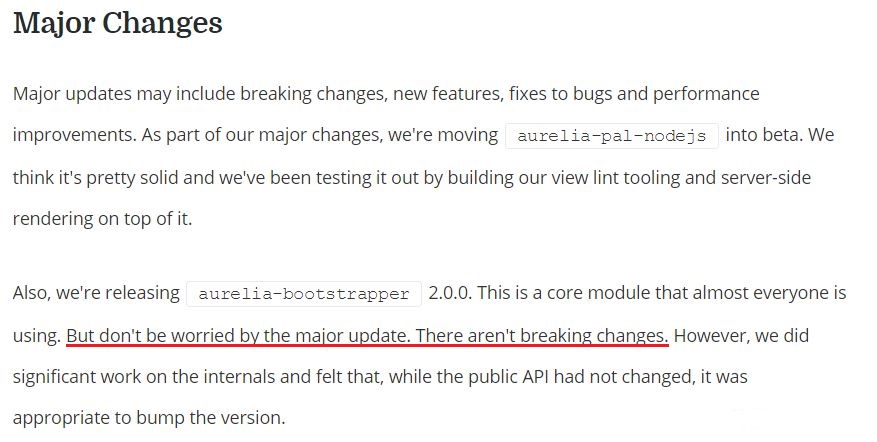 Major Changes
Major updates may include breaking changes, new features, fixes to bugs and performance
improvements. As part of our major changes, we're moving aurelia-pal-nodejs into beta. We
think it's pretty solid and we've been testing it out by building our view lint tooling and server-side
rendering on top of it.
Also, we're releasing aurelia-bootstrapper 2.0.0. This is a core module that almost everyone is
using. But don't be worried by the major update. There aren't breaking changes. However, we did
significant work on the internals and felt that, while the public API had not changed, it was
appropriate to bump the version.